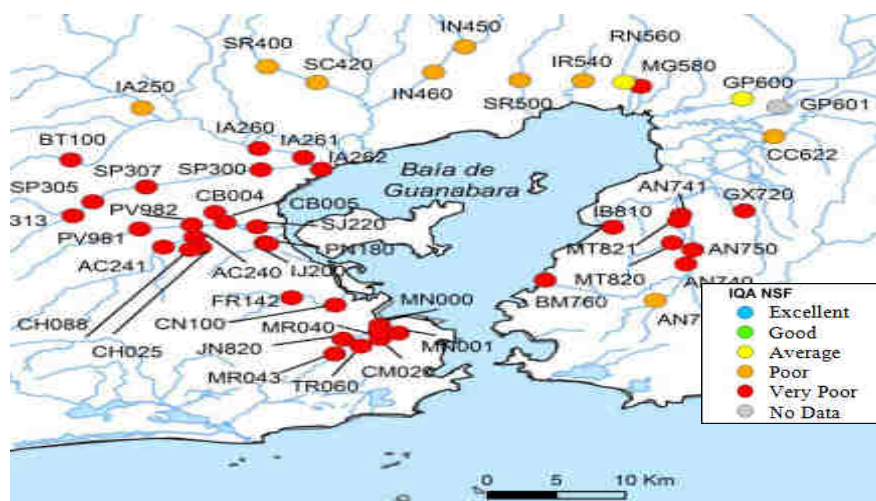 IN450
RN560
SR400
SC420
IR540
MG580
GP600
IA250
IN460
SR500
GP601
IA260
IA261
CC622
BT100
IA262
SP307
SP300
Baía de
Guanabara
SP305
CB004
CB005
AN741
GX720
313
PV982
SJ220
IB810
PV981
PN180
MT821
AN750
AC241
AC240
IJ200
MT820
AN740
FR142
MN000
BM760
IQA NSF
CH088
CN100
MR040
AN7
Excellent
Good
CH025
JN820
MN001
Average
MR043
CM020
Poor
TR060
Very Poor
No Data
0 5 10 Km